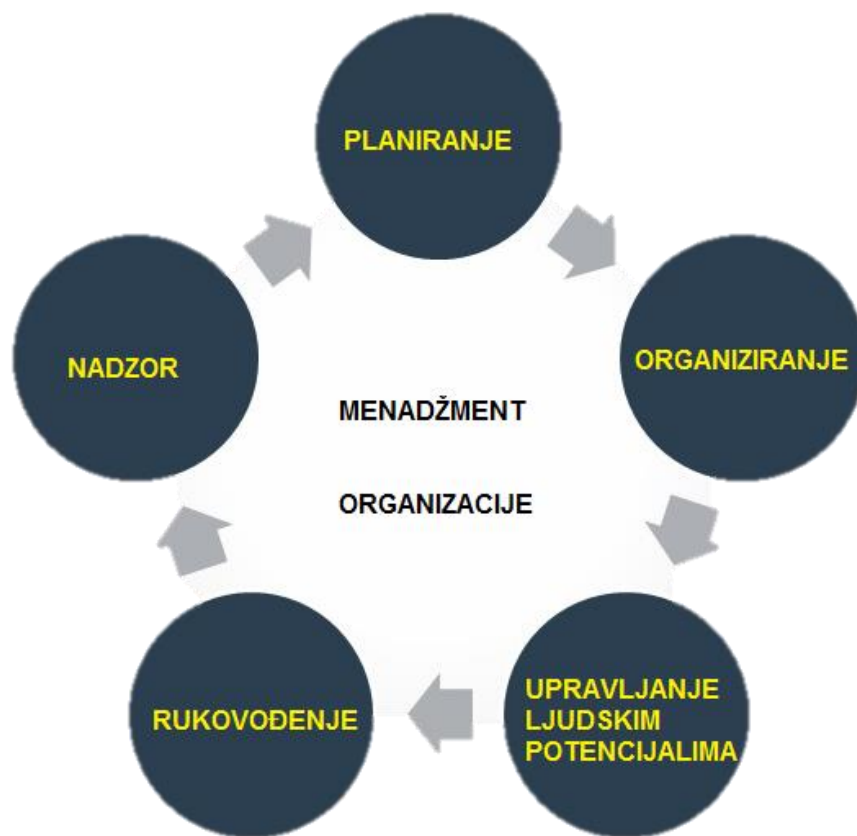 PLANIRANJE
ORGANIZIRANJE
UPRAVLJANJE
LJUDSKIM
POTENCIJALIMA
RUKOVOĐENJE
NADZOR
MENADŽMENT
ORGANIZACIJE